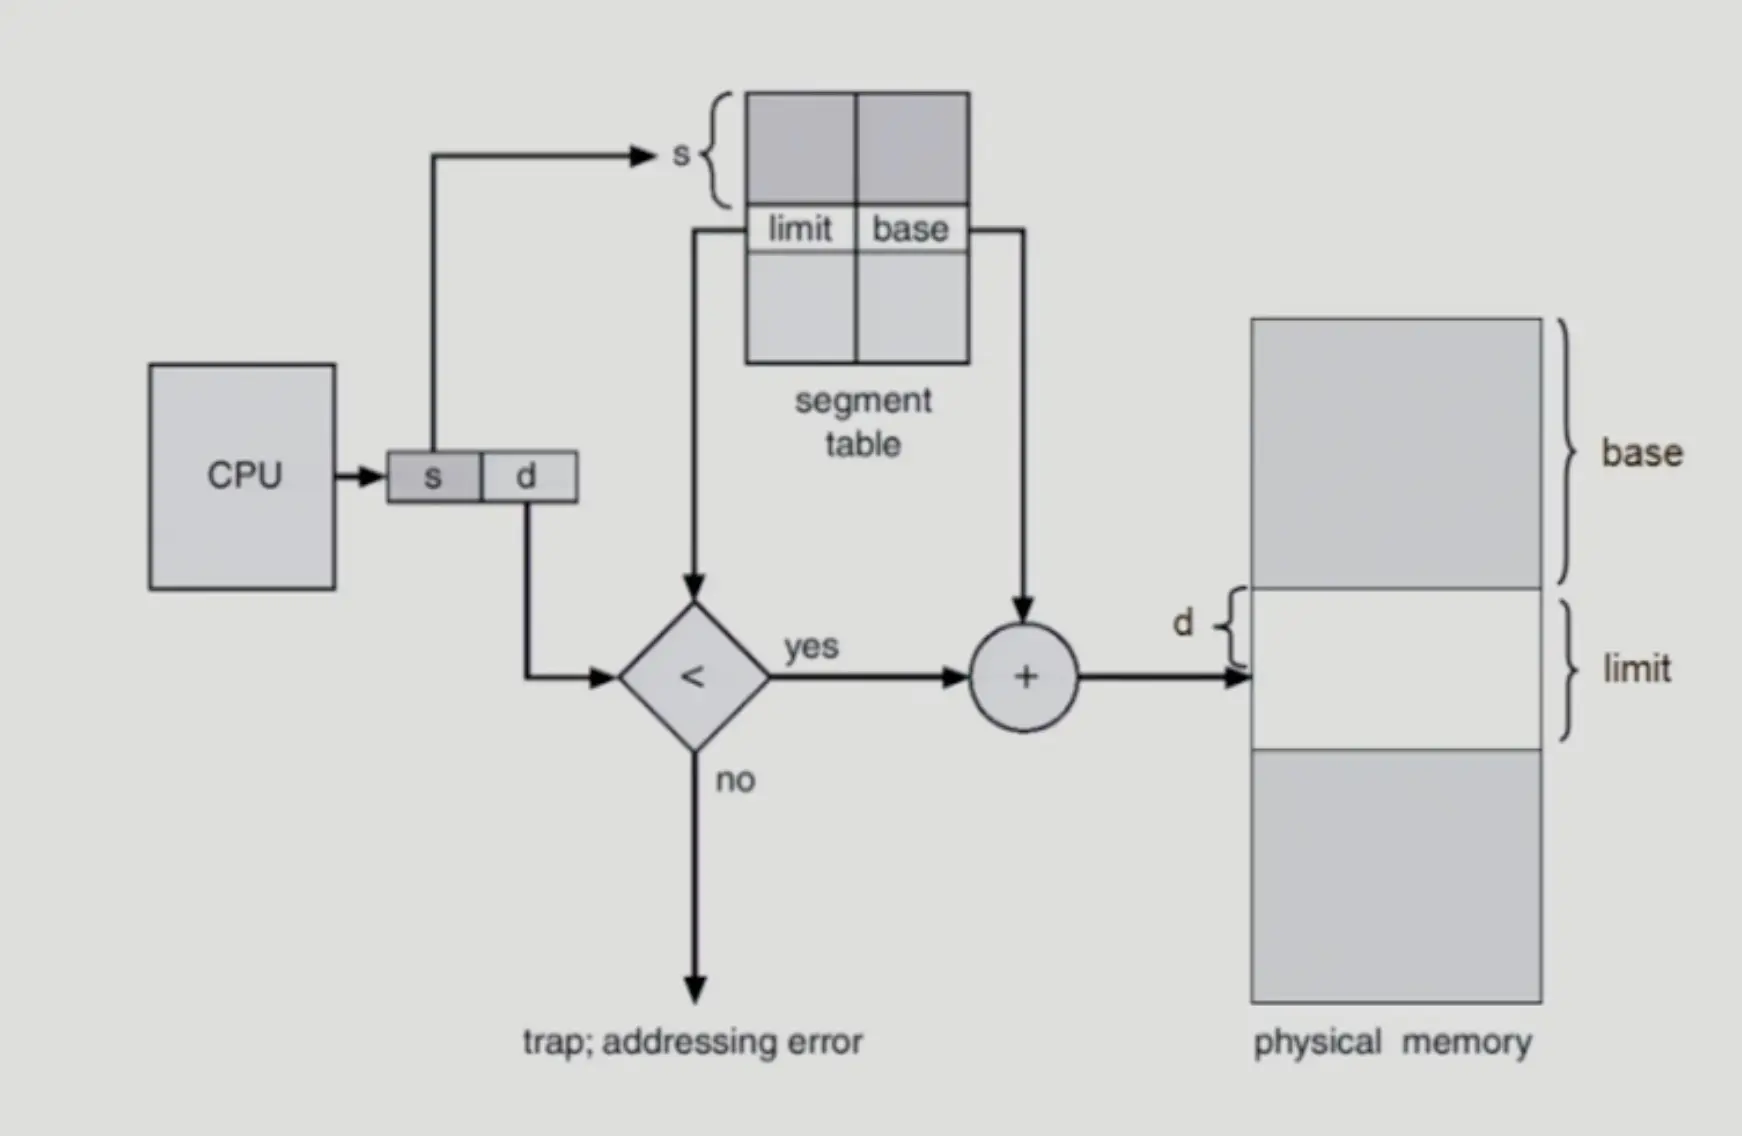 s
limit base
segment
table
CPU
s d
base
d
limit
<
yes
+
no
trap; addressing error
physical memory